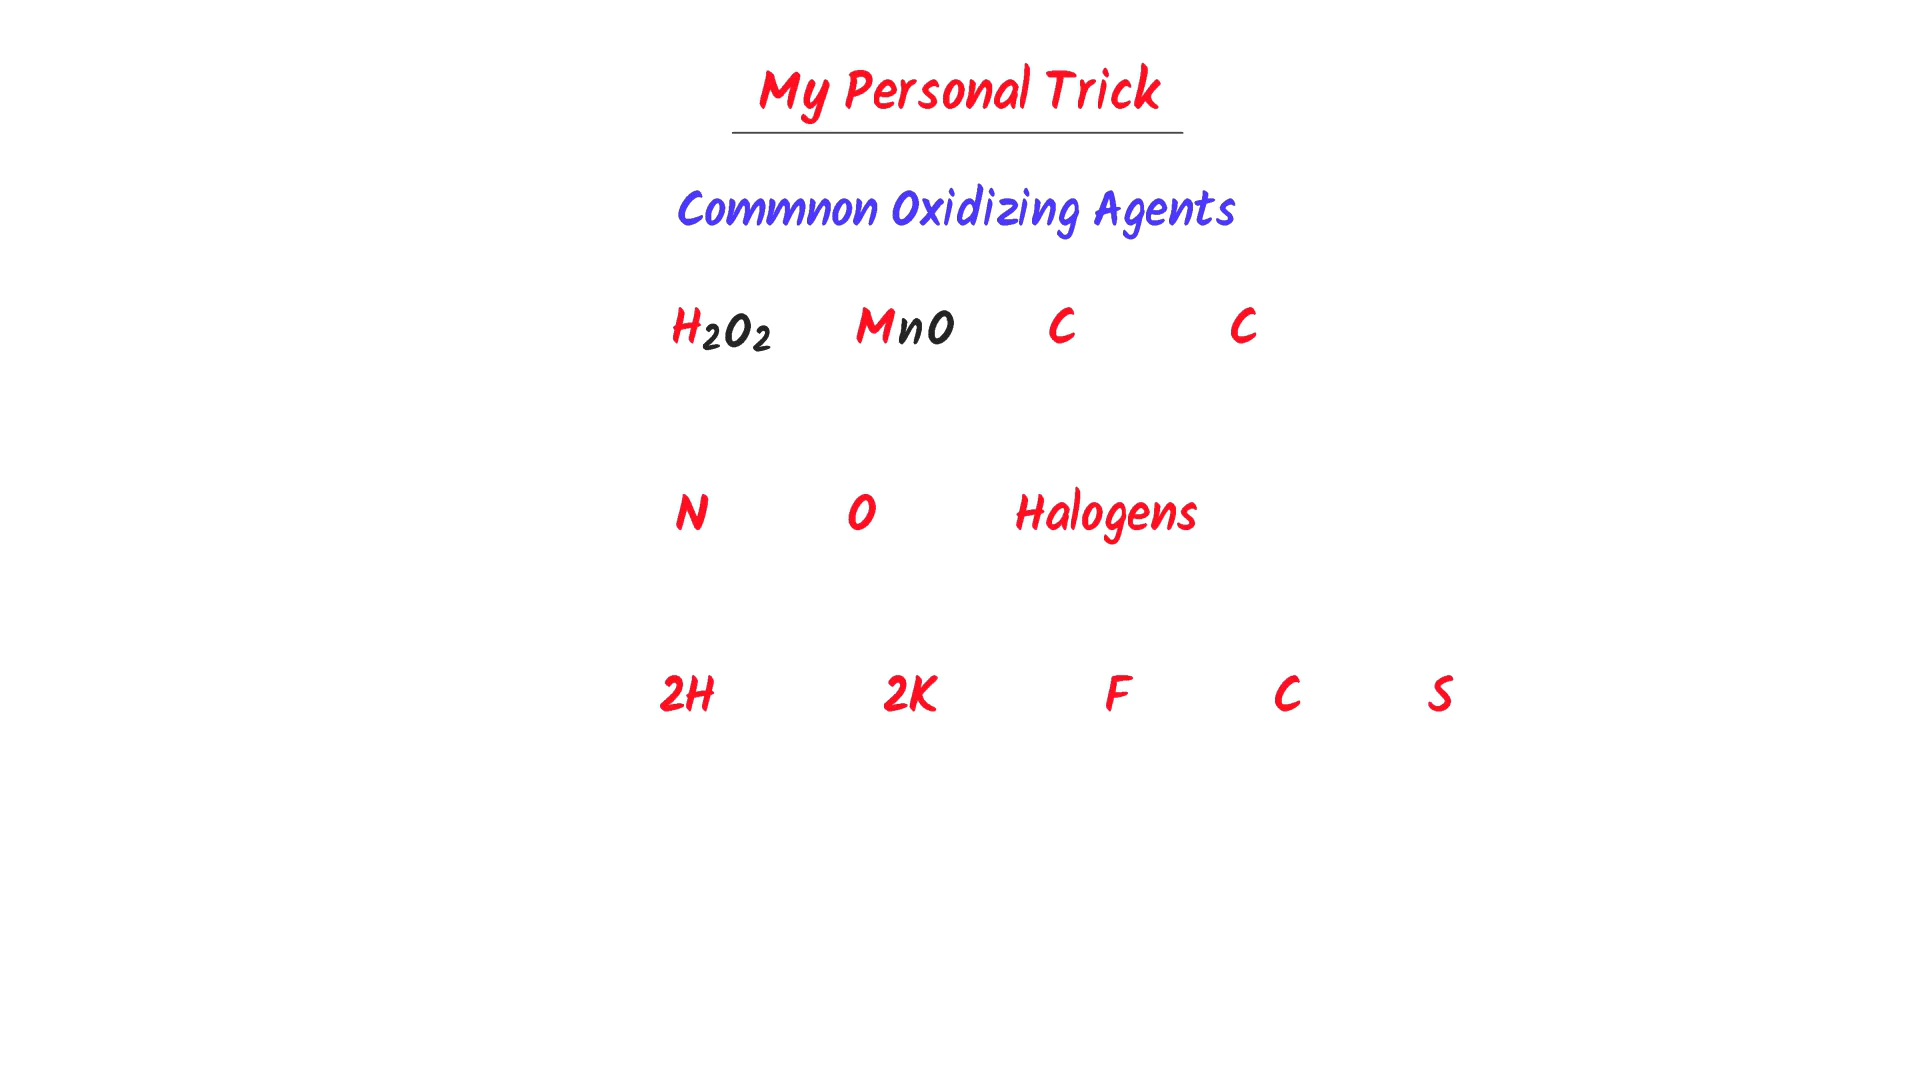 My Personal Trick
Commnon Oxidizing Agents
H₂O₂ MnO C C
N O Halogens
2H 2K F C S